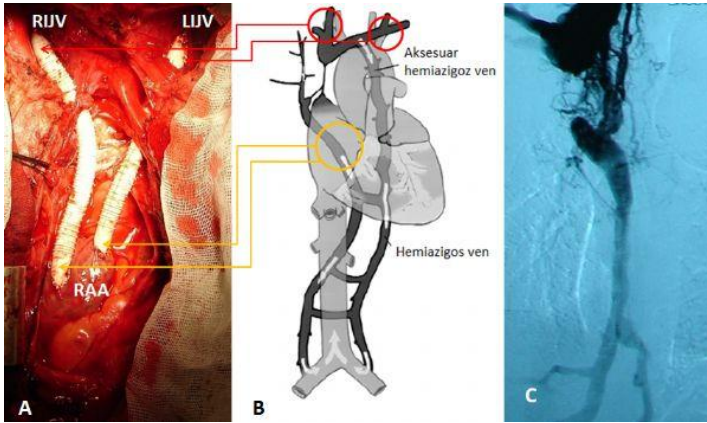 RIJV
LIJV
RAA
A
Aksesuar
hemiazigoz ven
Hemiazigos ven
B
C